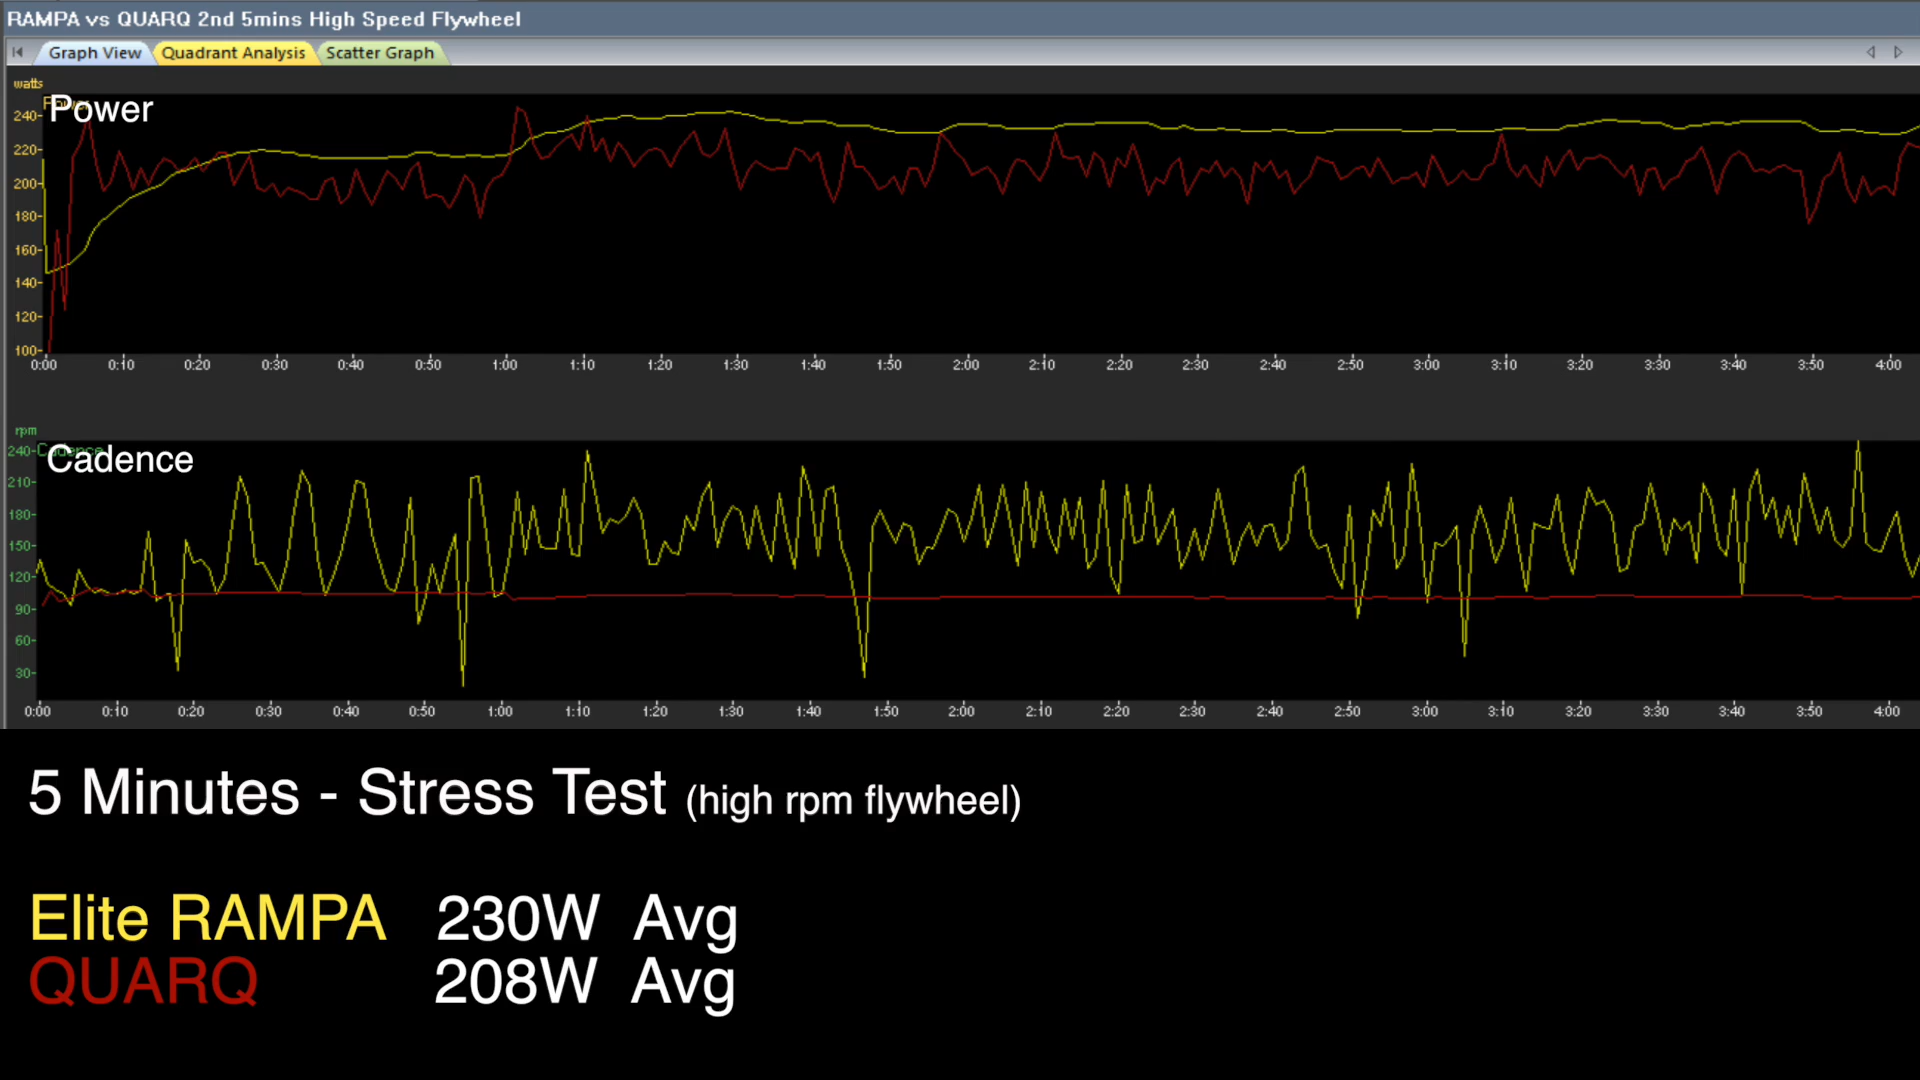 RAMPA vs QUARQ 2nd 5mins High Speed Flywheel
Graph View Quadrant Analysis Scatter Graph
watts
Power
Power
240
220
200
180
160
140
120
100
0:00 0:10 0:20 0:30 0:40 0:50 1:00 1:10 1:20 1:30 1:40 1:50 2:00 2:10 2:20 2:30 2:40 2:50 3:00 3:10 3:20 3:30 3:40 3:50 4:00
rpm
Cadence
Cadence
240
210
180
150
120
90
60
30
0:00 0:10 0:20 0:30 0:40 0:50 1:00 1:10 1:20 1:30 1:40 1:50 2:00 2:10 2:20 2:30 2:40 2:50 3:00 3:10 3:20 3:30 3:40 3:50 4:00
5 Minutes - Stress Test (high rpm flywheel)
Elite RAMPA 230W Avg
QUARQ 208W Avg